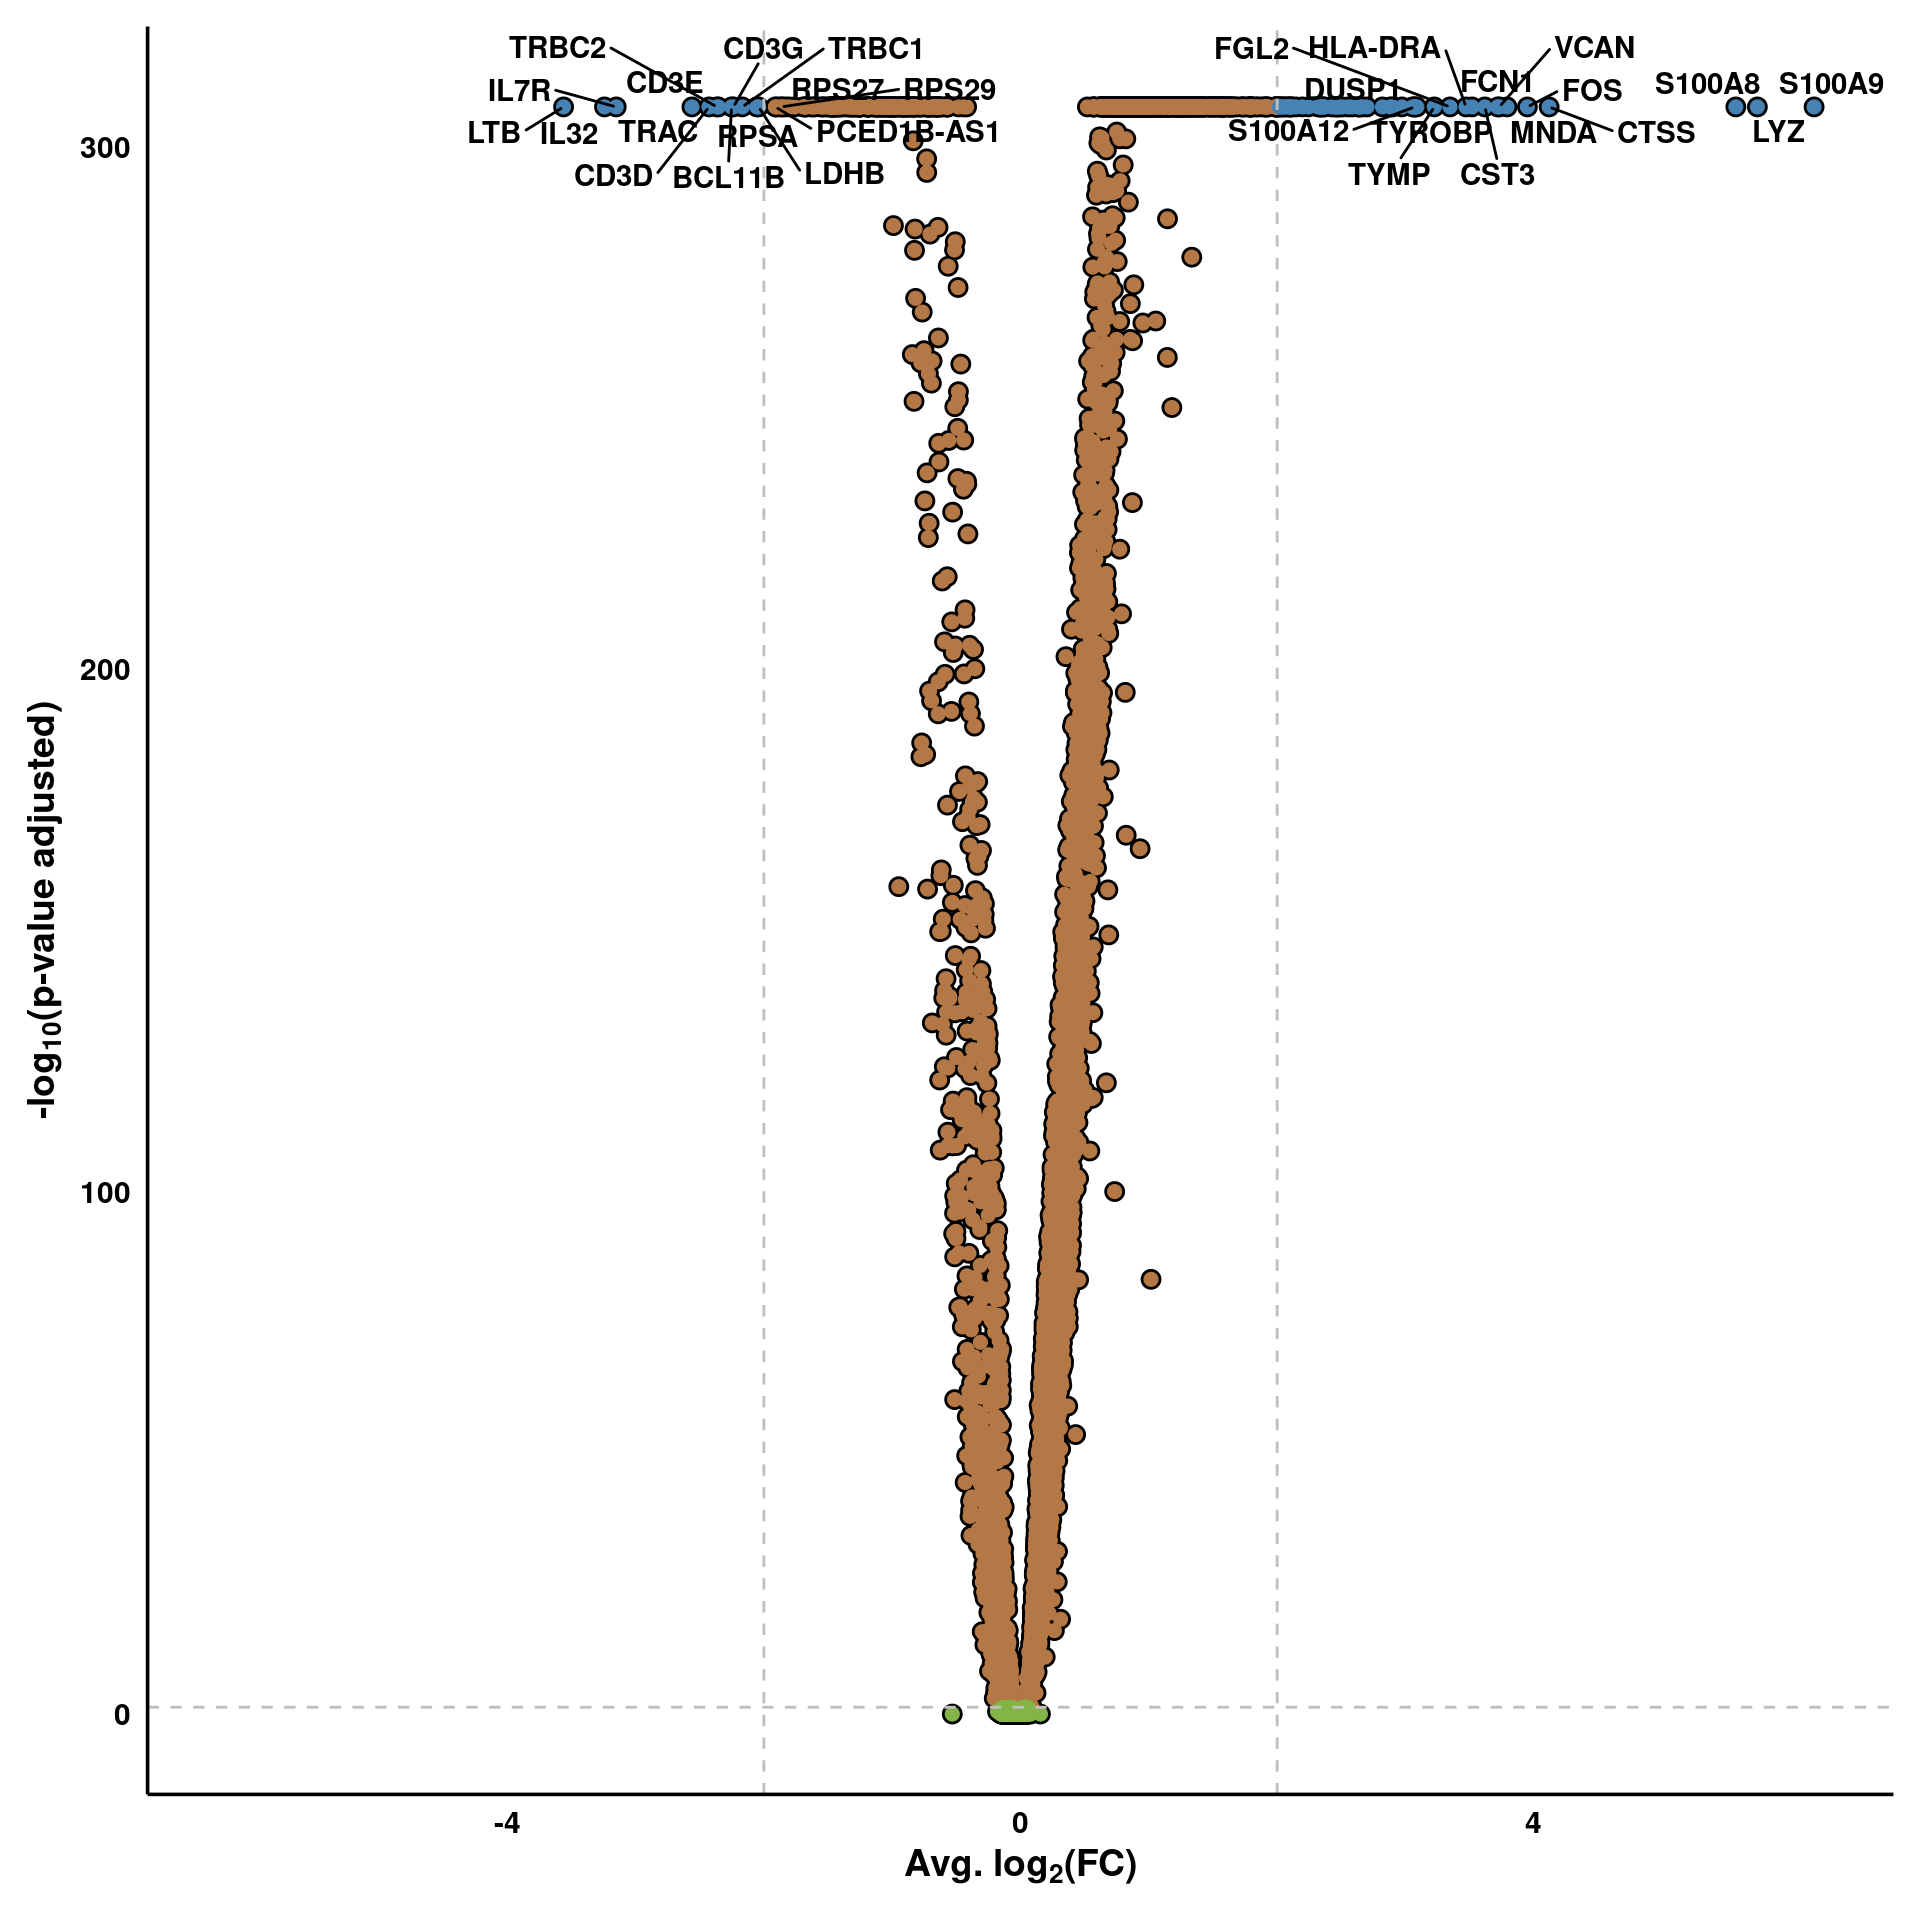 TRBC2 CD3G TRBC1 FGL2 HLA-DRA VCAN
IL7R CD3E RPS27 RPS29 DUSP1 FCN1 FOS S100A8 S100A9
LTB IL32 TRAC RPSA PCED1B-AS1 S100A12 TYROBP MNDA CTSS LYZ
CD3D BCL11B LDHB TYMP CST3
300
200
100
0
-log10(p-value adjusted)
-4 0 4
Avg. log2(FC)